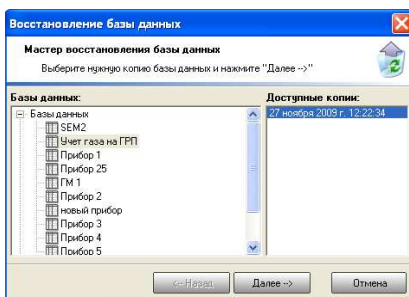 Восстановление базы данных
Мастер восстановления базы данных
Выберите нужную копию базы данных и нажмите "Далее -->"
Базы данных:
Доступные копии:
Базы данных
SEM2
Учет газа на ГРП
Прибор 1
Прибор 25
ГМ 1
Прибор 2
новый прибор
Прибор 3
Прибор 4
Прибор 5
27 ноября 2009 г. 12:22:34
<-- Назад
Далее -->
Отмена